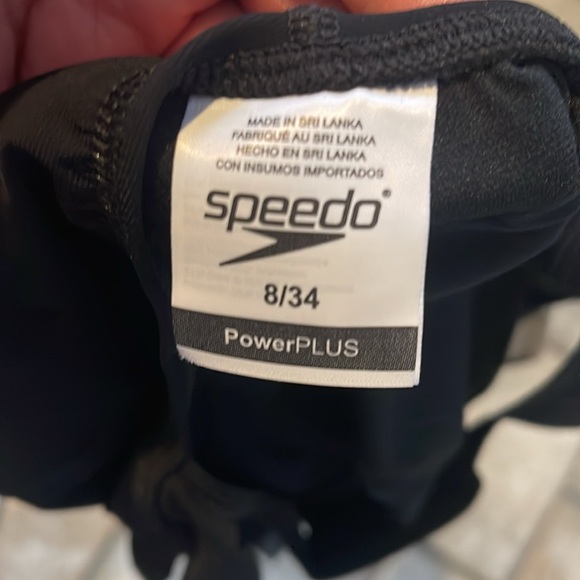 MADE IN SRI LANKA
FABRIQUÉ AU SRI LANKA
HECHO EN SRI LANKA
CON INSUMOS IMPORTADOS
speedo®
8/34
PowerPLUS